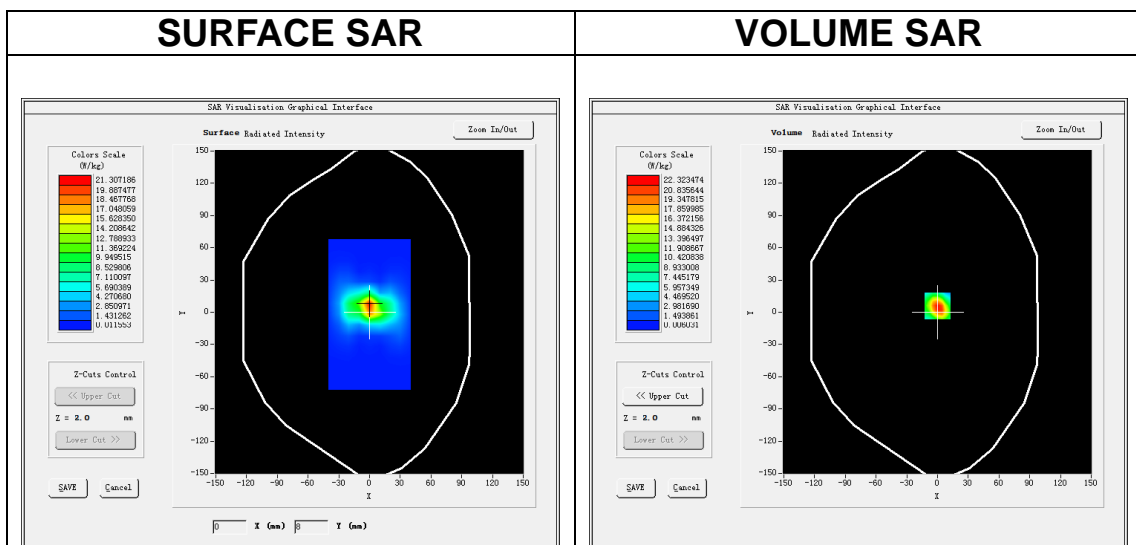 SURFACE SAR
VOLUME SAR
SAR Visualisation Graphical Interface
Surface Radiated Intensity
Zoom In/Out
Colors Scale
(W/kg)
21.307186
19.887477
18.467768
17.048059
15.628350
14.208642
12.788933
11.369224
9.949515
8.529806
7.110097
5.690389
4.270680
2.850971
1.431262
0.011553
150
120
90
60
30
0
-30
-60
-90
-120
-150
Y
-150 -120 -90 -60 -30 0 30 60 90 120 150
X
Z-Cuts Control
<< Upper Cut
Z = 2.0 mm
Lower Cut >>
SAVE Cancel
0 X (mm) 8 Y (mm)
SAR Visualisation Graphical Interface
Volume Radiated Intensity
Zoom In/Out
Colors Scale
(W/kg)
22.323474
20.835644
19.347815
17.859985
16.372156
14.884326
13.396497
11.908667
10.420838
8.933008
7.445179
5.957349
4.469520
2.981690
1.493861
0.006031
150
120
90
60
30
0
-30
-60
-90
-120
-150
Y
-150 -120 -90 -60 -30 0 30 60 90 120 150
X
Z-Cuts Control
<< Upper Cut
Z = 2.0 mm
Lower Cut >>
SAVE Cancel